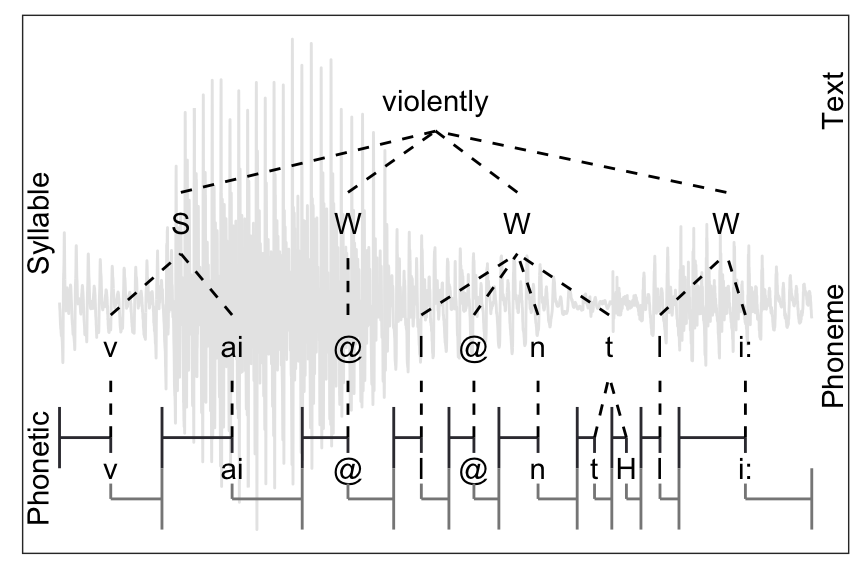 Text
violently
Syllable
S W W W
Phoneme
v ai @ l @ n t l i:
Phonetic
v ai @ l @ n t H l i: